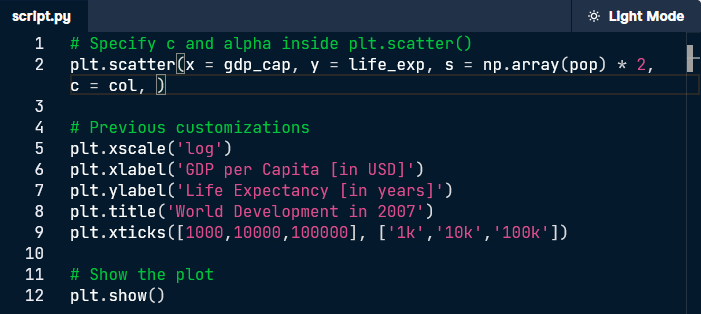 script.py
Light Mode
1 # Specify c and alpha inside plt.scatter()
2 plt.scatter(x = gdp_cap, y = life_exp, s = np.array(pop) * 2,
c = col, )
3
4 # Previous customizations
5 plt.xscale('log')
6 plt.xlabel('GDP per Capita [in USD]')
7 plt.ylabel('Life Expectancy [in years]')
8 plt.title('World Development in 2007')
9 plt.xticks([1000,10000,100000], ['1k','10k','100k'])
10
11 # Show the plot
12 plt.show()